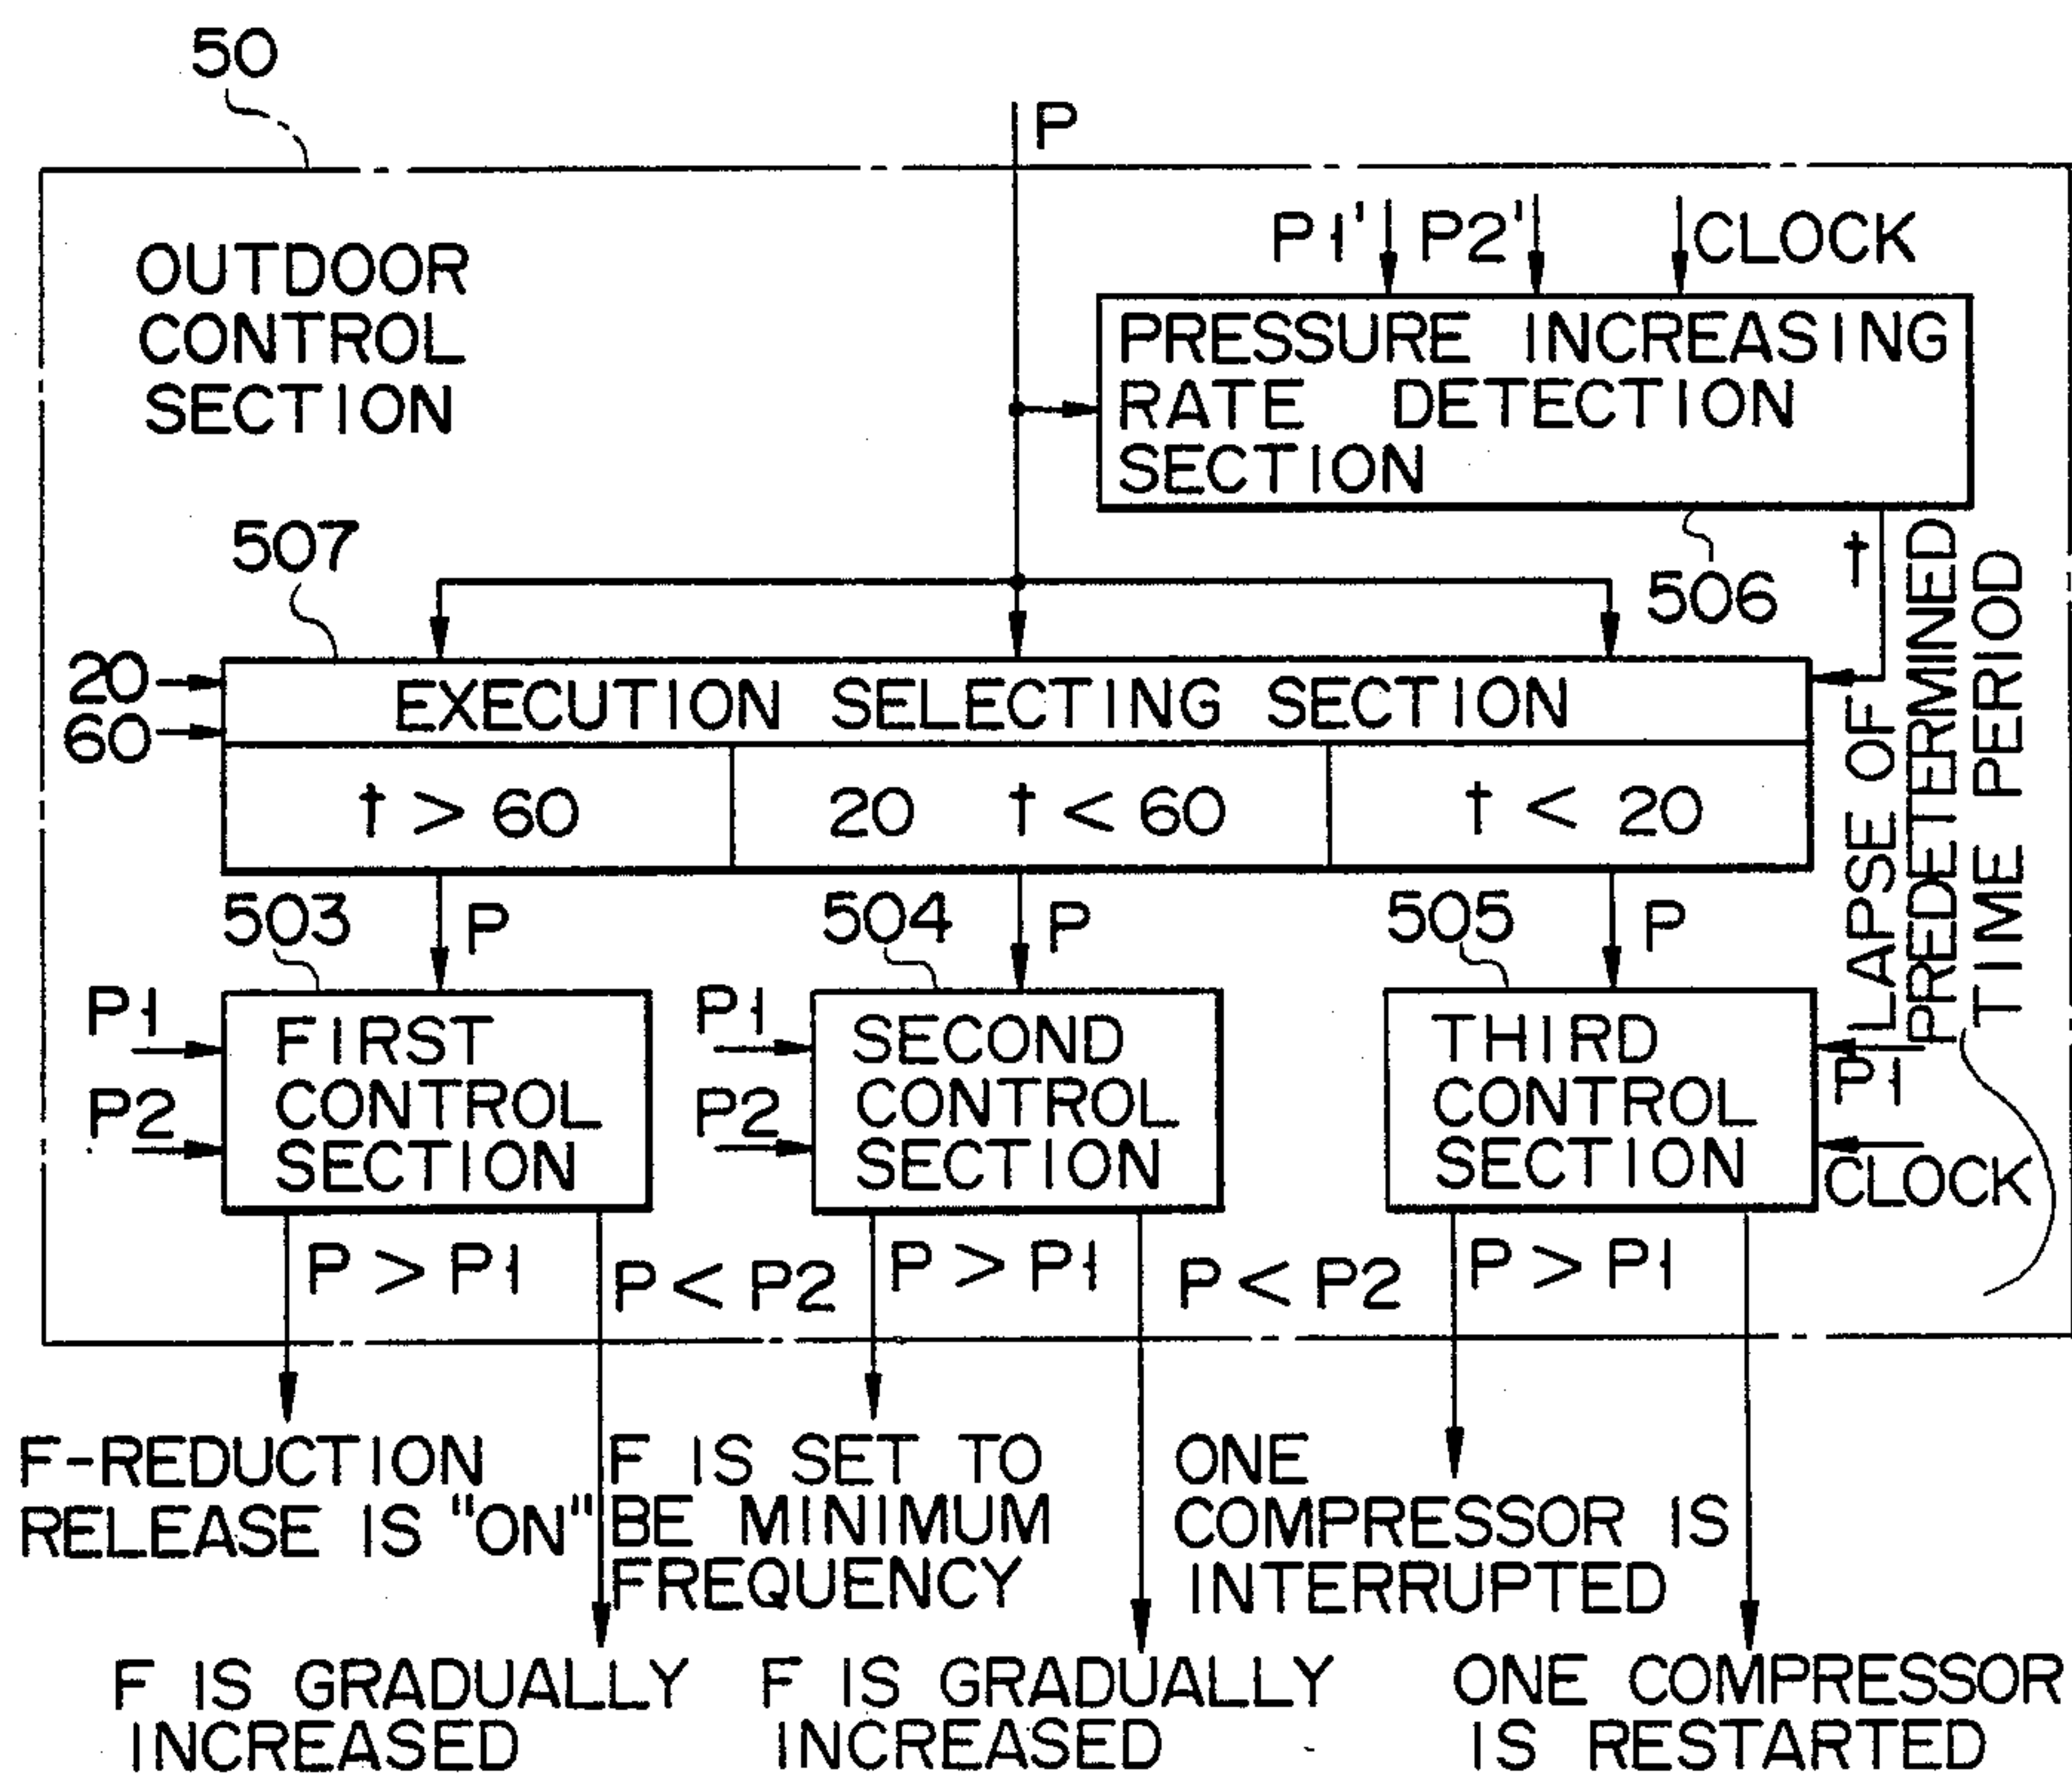 50
P
P1' P2' CLOCK
OUTDOOR
CONTROL
SECTION
PRESSURE INCREASING
RATE DETECTION
SECTION
507
506
t
LAPSE OF
PREDETERMINED
TIME PERIOD
20
60
EXECUTION SELECTING SECTION
t > 60
20 t < 60
t < 20
503
P
504
P
505
P
P1
P2
FIRST
CONTROL
SECTION
P1
P2
SECOND
CONTROL
SECTION
THIRD
CONTROL
SECTION
P1
CLOCK
P > P1
P < P2
P > P1
P < P2
P > P1
F-REDUCTION
RELEASE IS "ON"
F IS SET TO
BE MINIMUM
FREQUENCY
ONE
COMPRESSOR IS
INTERRUPTED
F IS GRADUALLY
INCREASED
F IS GRADUALLY
INCREASED
ONE COMPRESSOR
IS RESTARTED